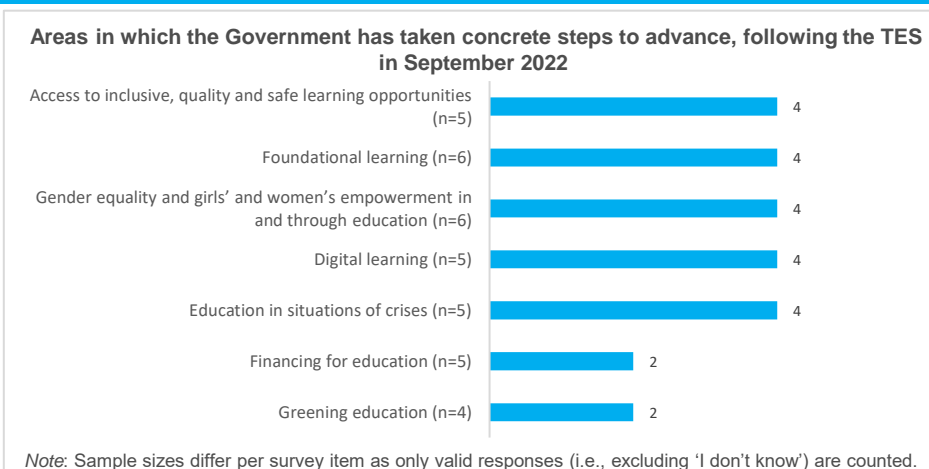 Areas in which the Government has taken concrete steps to advance, following the TES
in September 2022
Access to inclusive, quality and safe learning opportunities
(n=5)
4
Foundational learning (n=6)
4
Gender equality and girls’ and women’s empowerment in
and through education (n=6)
4
Digital learning (n=5)
4
Education in situations of crises (n=5)
4
Financing for education (n=5)
2
Greening education (n=4)
2
Note: Sample sizes differ per survey item as only valid responses (i.e., excluding ‘I don’t know’) are counted.